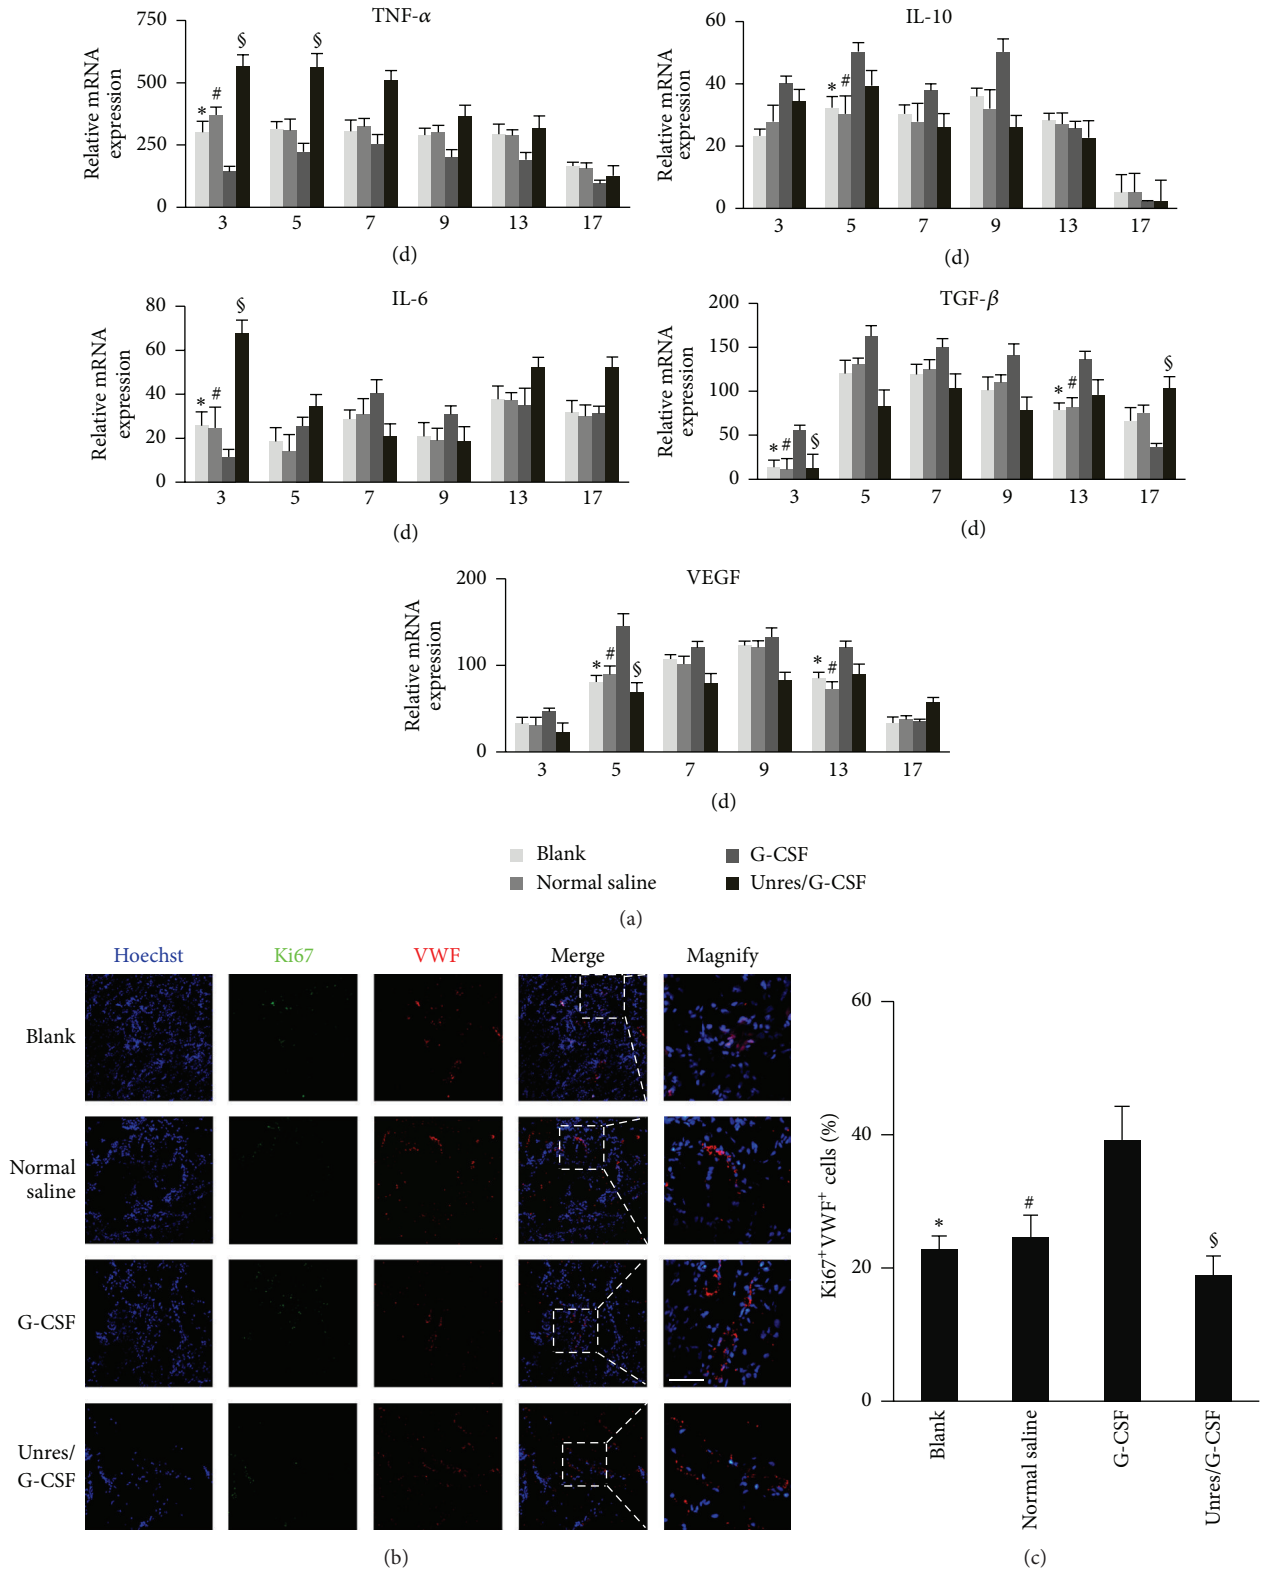 TNF-α
Relative mRNA
expression
750
500
250
0
* # § §
3 5 7 9 13 17
(d)
IL-10
Relative mRNA
expression
60
40
20
0
* #
3 5 7 9 13 17
(d)
IL-6
Relative mRNA
expression
80
60
40
20
0
* # §
3 5 7 9 13 17
(d)
TGF-β
Relative mRNA
expression
200
150
100
50
0
* # § * # §
3 5 7 9 13 17
(d)
VEGF
Relative mRNA
expression
200
100
0
* # § * #
3 5 7 9 13 17
(d)
Blank
Normal saline
G-CSF
Unres/G-CSF
(a)
Hoechst Ki67 VWF Merge Magnify
Blank
Normal
saline
G-CSF
Unres/
G-CSF
(b)
Ki67+VWF+ cells (%)
60
40
20
0
* # §
Blank
Normal saline
G-CSF
Unres/G-CSF
(c)